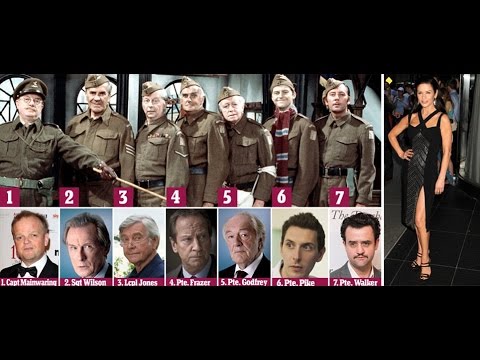 1 2 3 4 5 6 7
The
1. Capt Mainwaring 2. Sgt Wilson 3. Lcpl Jones 4. Pte. Frazer 5. Pte. Godfrey 6. Pte. Pike 7. Pte. Walker